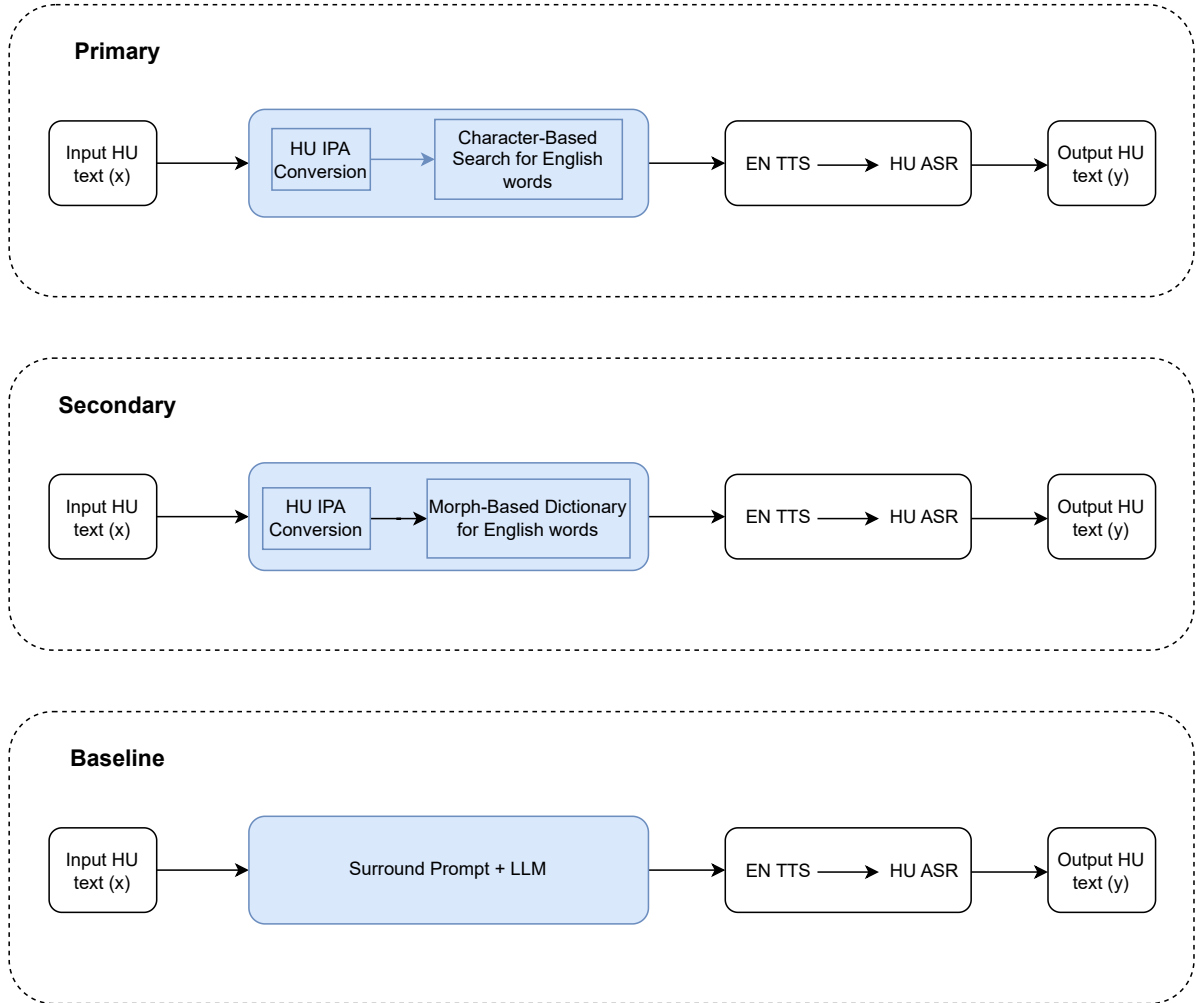 Primary
Input HU
text (x)
HU IPA
Conversion
Character-Based
Search for English
words
EN TTS
HU ASR
Output HU
text (y)
Secondary
Input HU
text (x)
HU IPA
Conversion
Morph-Based Dictionary
for English words
EN TTS
HU ASR
Output HU
text (y)
Baseline
Input HU
text (x)
Surround Prompt + LLM
EN TTS
HU ASR
Output HU
text (y)